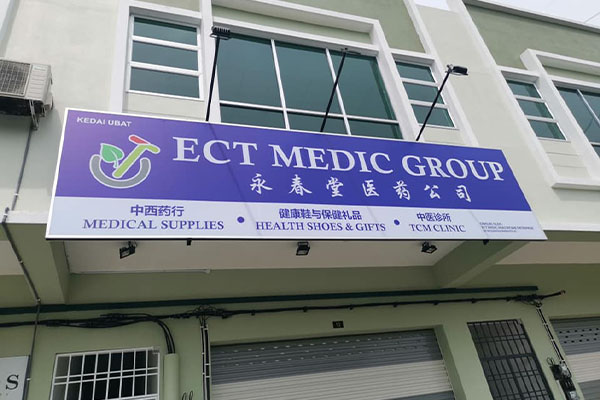 KEDAI UBAT
ECT MEDIC GROUP
永春堂医药公司
中西药行 • 健康鞋与保健礼品 • 中医诊所
MEDICAL SUPPLIES • HEALTH SHOES & GIFTS • TCM CLINIC
S